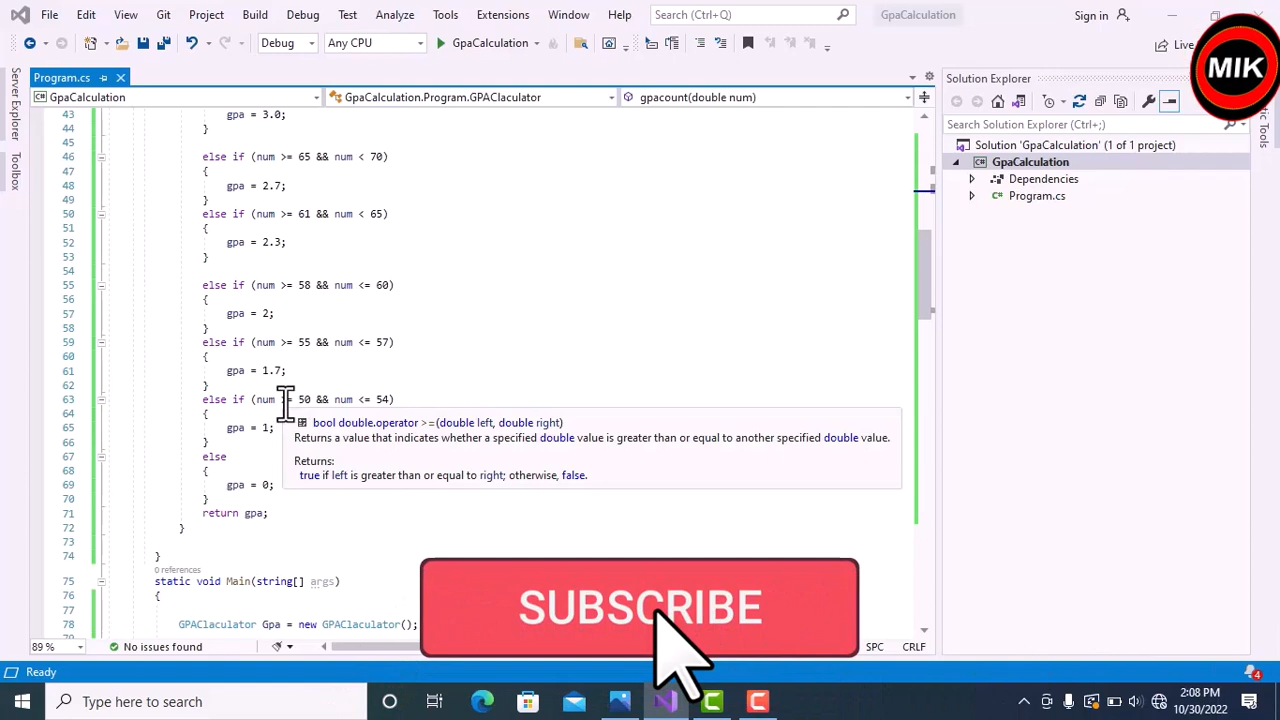 File Edit View Git Project Build Debug Test Analyze Tools Extensions Window Help Search (Ctrl+Q) GpaCalculation Sign in
Debug Any CPU GpaCalculation Live
MIK
Server Explorer
Toolbox
Program.cs
GpaCalculation GpaCalculation.Program.GPAClaculator gpacount(double num)
43 gpa = 3.0;
44 }
45
46 else if (num >= 65 && num < 70)
47 {
48 gpa = 2.7;
49 }
50 else if (num >= 61 && num < 65)
51 {
52 gpa = 2.3;
53 }
54
55 else if (num >= 58 && num <= 60)
56 {
57 gpa = 2;
58 }
59 else if (num >= 55 && num <= 57)
60 {
61 gpa = 1.7;
62 }
63 else if (num >= 50 && num <= 54)
64 {
65 gpa = 1;
66 }
67 else
68 {
69 gpa = 0;
70 }
71 return gpa;
72 }
73
74 }
0 references
75 static void Main(string[] args)
76 {
77
78 GPAClaculator Gpa = new GPAClaculator();
bool double.operator >=(double left, double right)
Returns a value that indicates whether a specified double value is greater than or equal to another specified double value.
Returns:
true if left is greater than or equal to right; otherwise, false.
Solution Explorer
Search Solution Explorer (Ctrl+;)
Solution 'GpaCalculation' (1 of 1 project)
GpaCalculation
Dependencies
Program.cs
SUBSCRIBE
89 % No issues found SPC CRLF
Ready 4
Type here to search
2:08 PM
10/30/2022